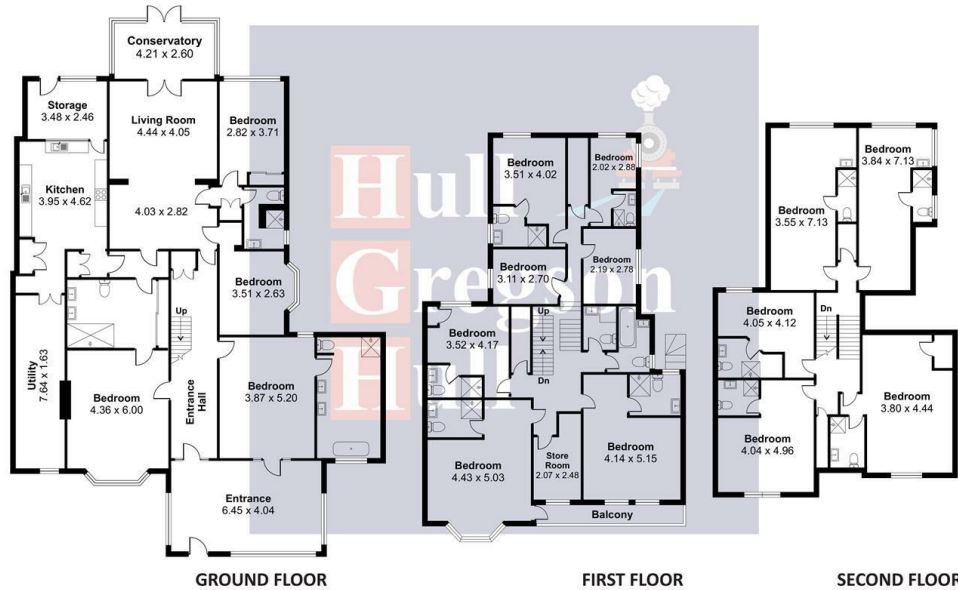 Conservatory
4.21 x 2.60
Storage
3.48 x 2.46
Living Room
4.44 x 4.05
Bedroom
2.82 x 3.71
Kitchen
3.95 x 4.62
4.03 x 2.82
Bedroom
3.51 x 2.63
Up
Utility
7.64 x 1.63
Bedroom
4.36 x 6.00
Entrance
Hall
Bedroom
3.87 x 5.20
Entrance
6.45 x 4.04
GROUND FLOOR
Hull
Gregson
Hull
Bedroom
3.51 x 4.02
Bedroom
2.02 x 2.88
Bedroom
3.11 x 2.70
Bedroom
2.19 x 2.78
Bedroom
3.52 x 4.17
Up
Dn
Bedroom
4.43 x 5.03
Store
Room
2.07 x 2.48
Bedroom
4.14 x 5.15
Balcony
FIRST FLOOR
Bedroom
3.84 x 7.13
Bedroom
3.55 x 7.13
Bedroom
4.05 x 4.12
Dn
Bedroom
3.80 x 4.44
Bedroom
4.04 x 4.96
SECOND FLOOR